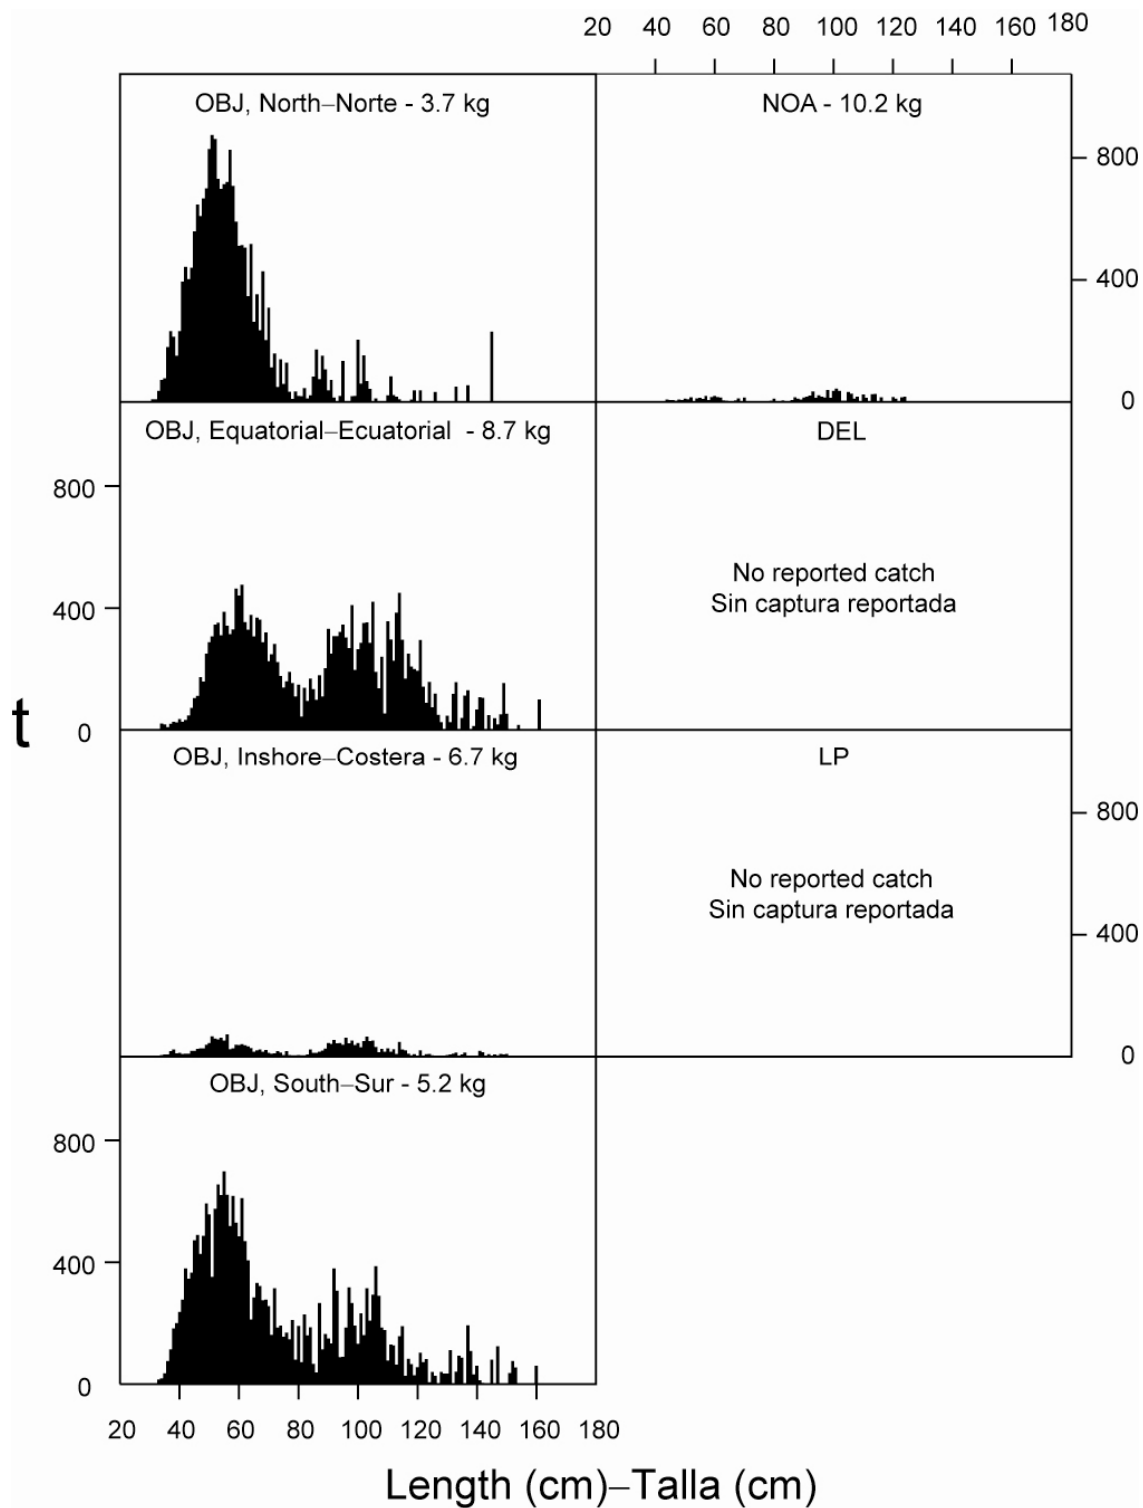 20 40 60 80 100 120 140 160 180
OBJ, North–Norte - 3.7 kg
NOA - 10.2 kg
800
400
0
OBJ, Equatorial–Ecuatorial - 8.7 kg
DEL
800
400
0
No reported catch
Sin captura reportada
t
OBJ, Inshore–Costera - 6.7 kg
LP
800
400
0
No reported catch
Sin captura reportada
OBJ, South–Sur - 5.2 kg
800
400
0
20 40 60 80 100 120 140 160 180
Length (cm)–Talla (cm)